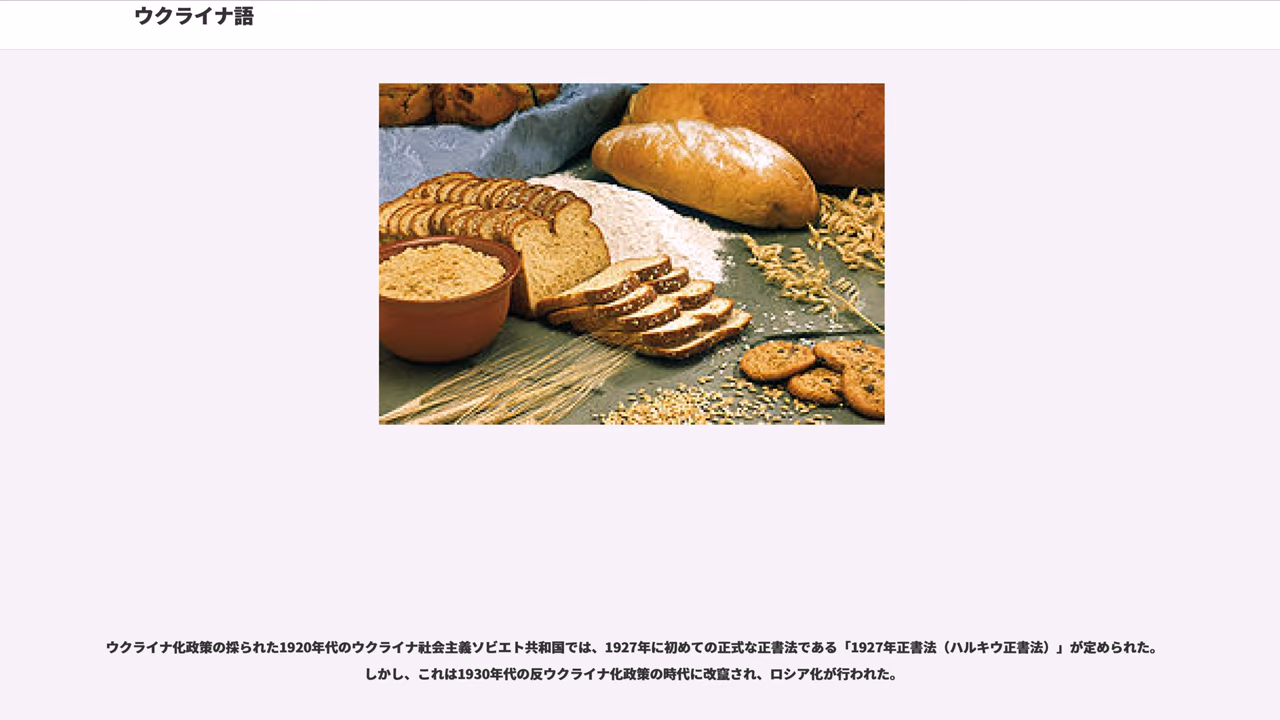 ウクライナ語
ウクライナ化政策の採られた1920年代のウクライナ社会主義ソビエト共和国では、1927年に初めての正式な正書法である「1927年正書法（ハルキウ正書法）」が定められた。
しかし、これは1930年代の反ウクライナ化政策の時代に改竄され、ロシア化が行われた。